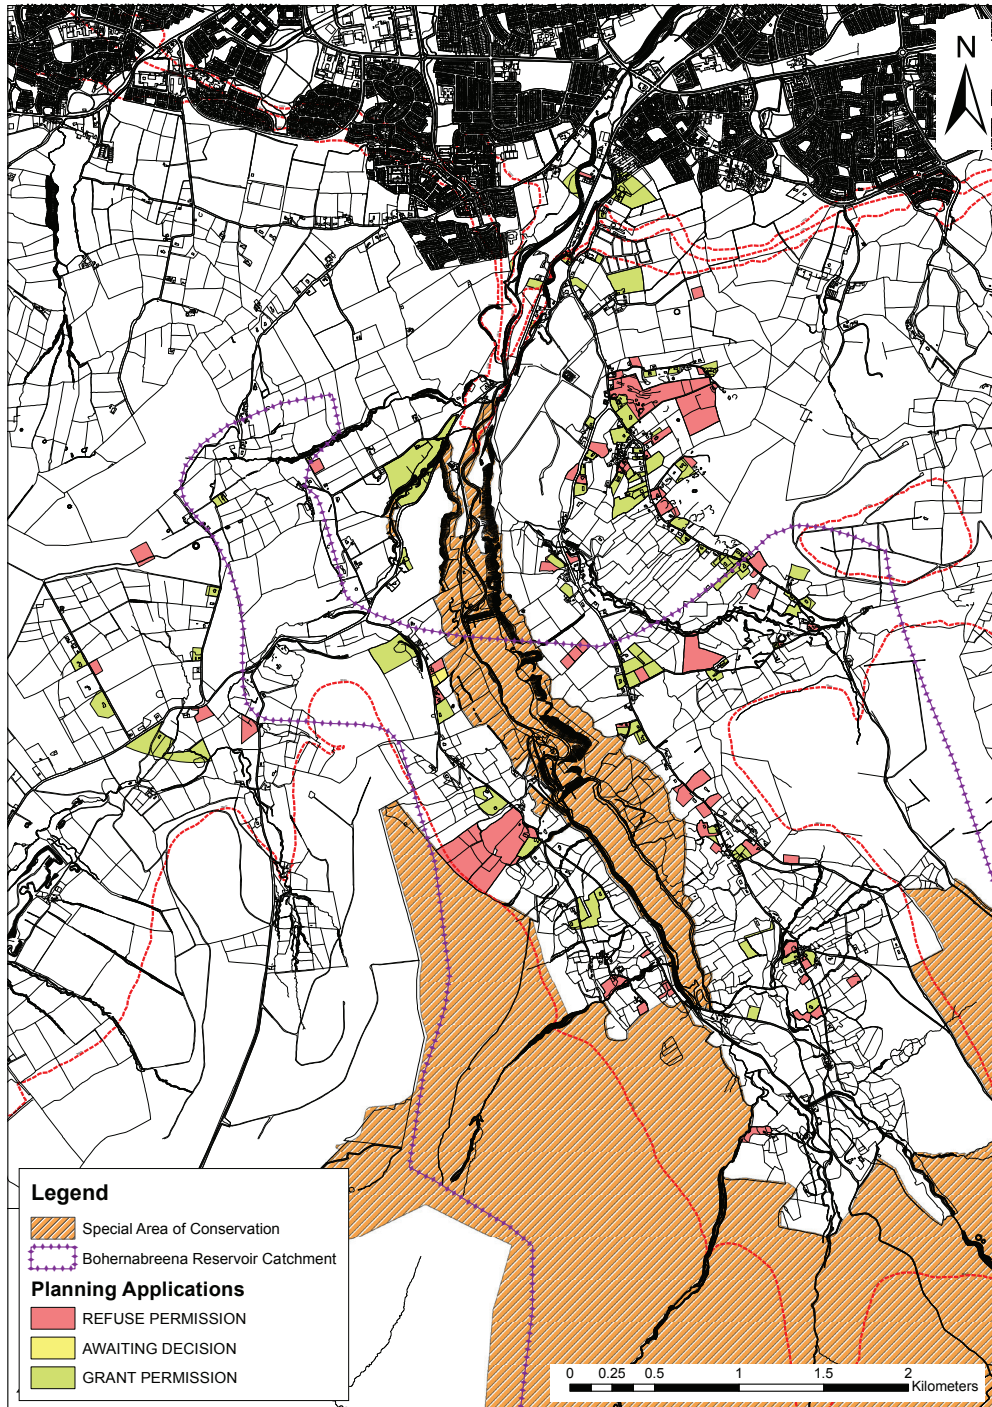 N
Legend
Special Area of Conservation
Bohernabreena Reservoir Catchment
Planning Applications
REFUSE PERMISSION
AWAITING DECISION
GRANT PERMISSION
0 0.25 0.5 1 1.5 2
Kilometers